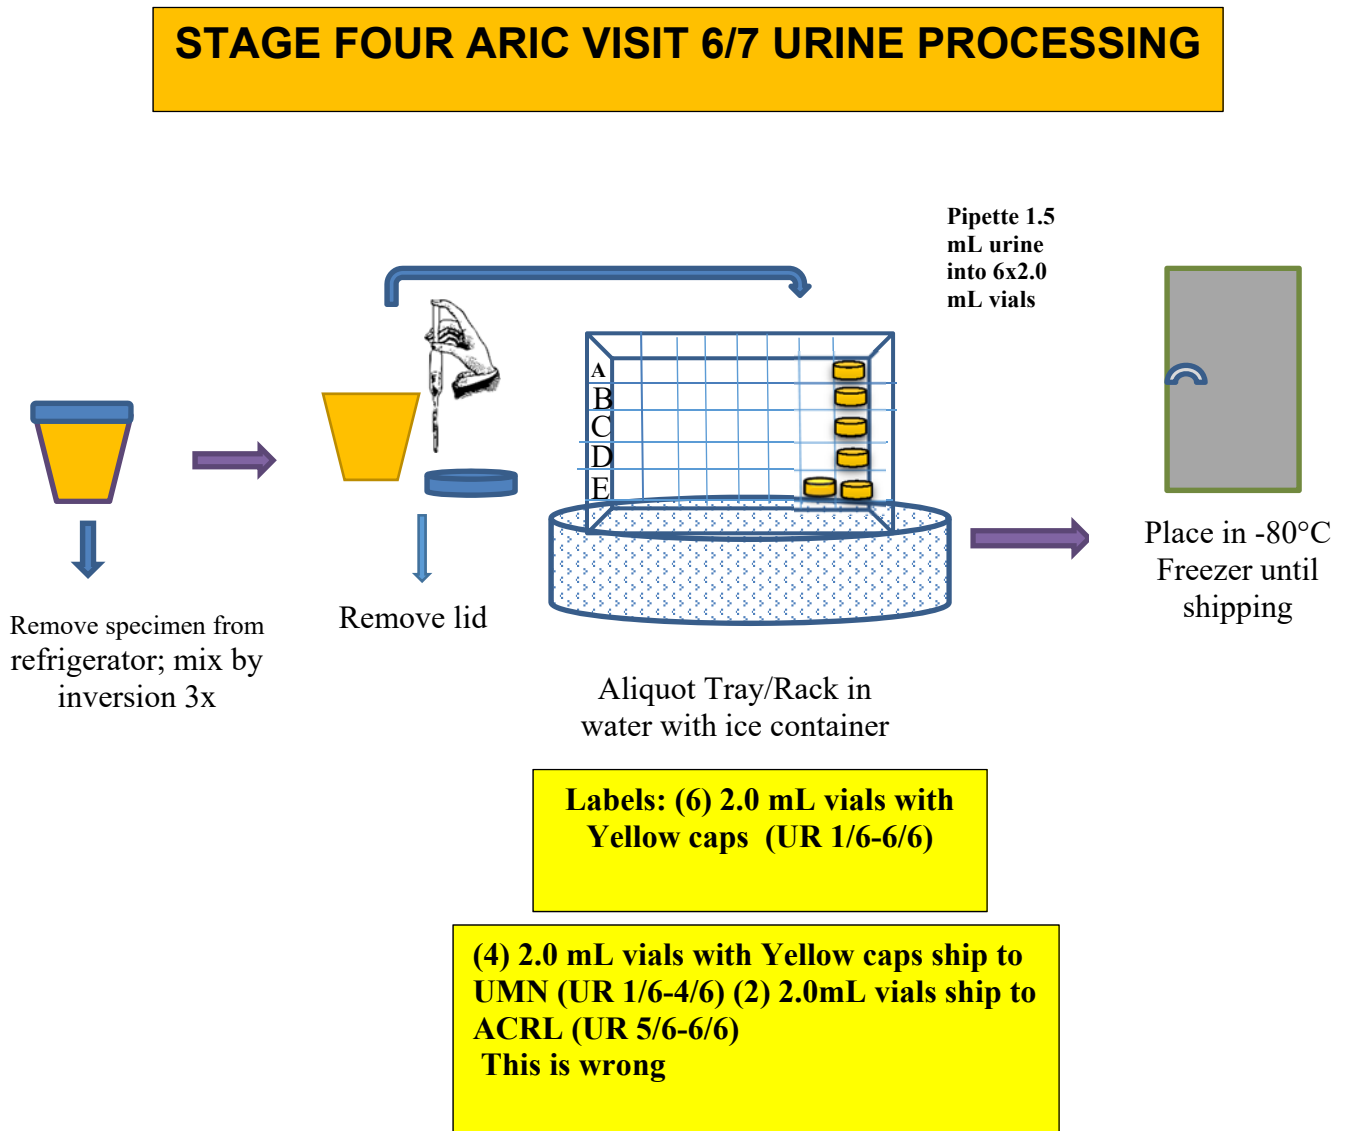 STAGE FOUR ARIC VISIT 6/7 URINE PROCESSING
Pipette 1.5
mL urine
into 6x2.0
mL vials
A
B
C
D
E
Remove specimen from
refrigerator; mix by
inversion 3x
Remove lid
Aliquot Tray/Rack in
water with ice container
Place in -80°C
Freezer until
shipping
Labels: (6) 2.0 mL vials with
Yellow caps (UR 1/6-6/6)
(4) 2.0 mL vials with Yellow caps ship to
UMN (UR 1/6-4/6) (2) 2.0mL vials ship to
ACRL (UR 5/6-6/6)
This is wrong